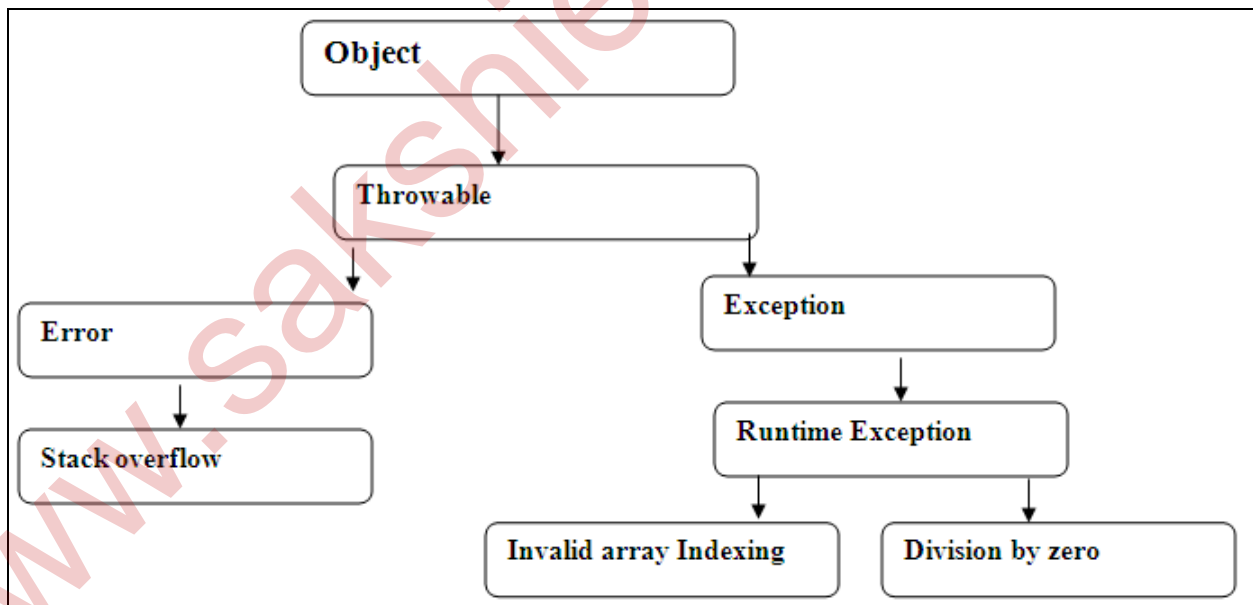 Object
Throwable
Error
Exception
Stack overflow
Runtime Exception
Invalid array Indexing
Division by zero
www.sakshie